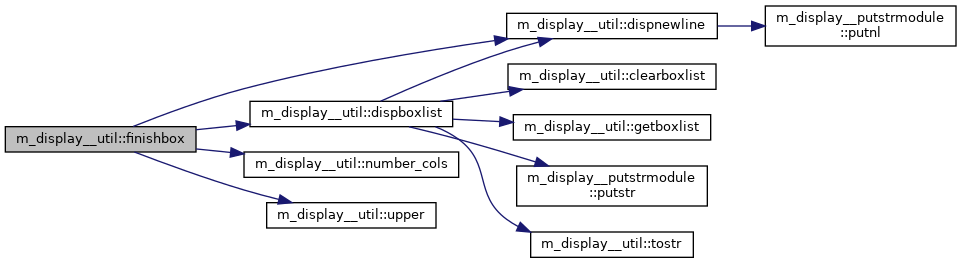 m_display__util::finishbox
m_display__util::dispnewline
m_display__putstrmodule
::putnl
m_display__util::dispboxlist
m_display__util::clearboxlist
m_display__util::getboxlist
m_display__putstrmodule
::putstr
m_display__util::tostr
m_display__util::number_cols
m_display__util::upper